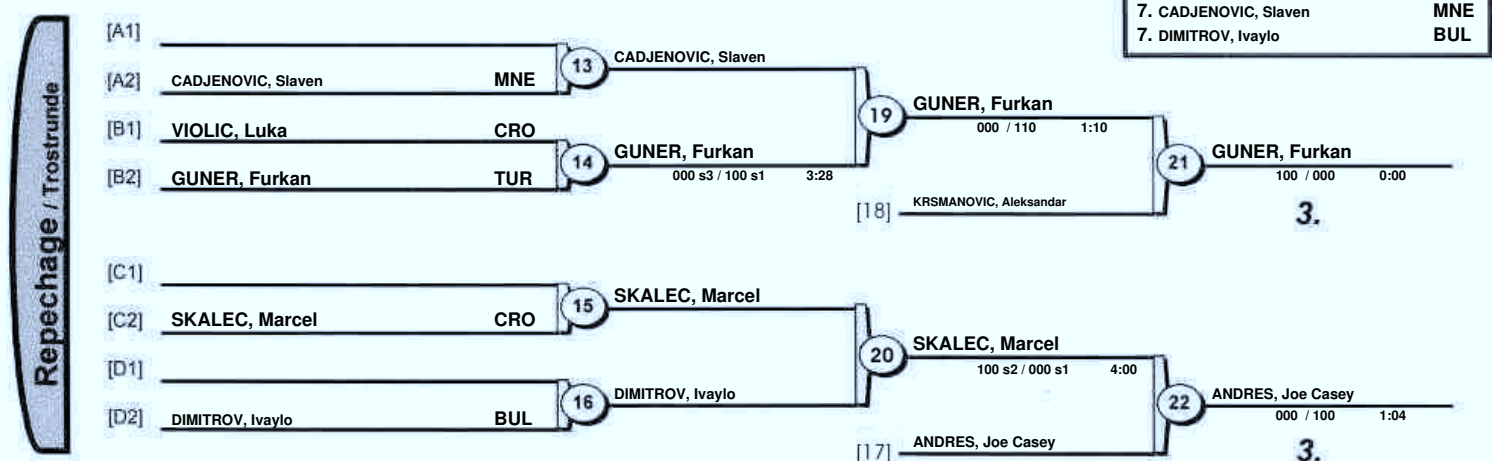 7. CADJENOVIC, Slaven MNE
7. DIMITROV, Ivaylo BUL
Repechage / Trostrunde
[A1]
[A2] CADJENOVIC, Slaven MNE
13 CADJENOVIC, Slaven
[B1] VIOLIC, Luka CRO
[B2] GUNER, Furkan TUR
14 GUNER, Furkan
000 s3 / 100 s1 3:28
19 GUNER, Furkan
000 / 110 1:10
[18] KRSMANOVIC, Aleksandar
21 GUNER, Furkan
100 / 000 0:00
3.
[C1]
[C2] SKALEC, Marcel CRO
15 SKALEC, Marcel
[D1]
[D2] DIMITROV, Ivaylo BUL
16 DIMITROV, Ivaylo
20 SKALEC, Marcel
100 s2 / 000 s1 4:00
[17] ANDRES, Joe Casey
22 ANDRES, Joe Casey
000 / 100 1:04
3.